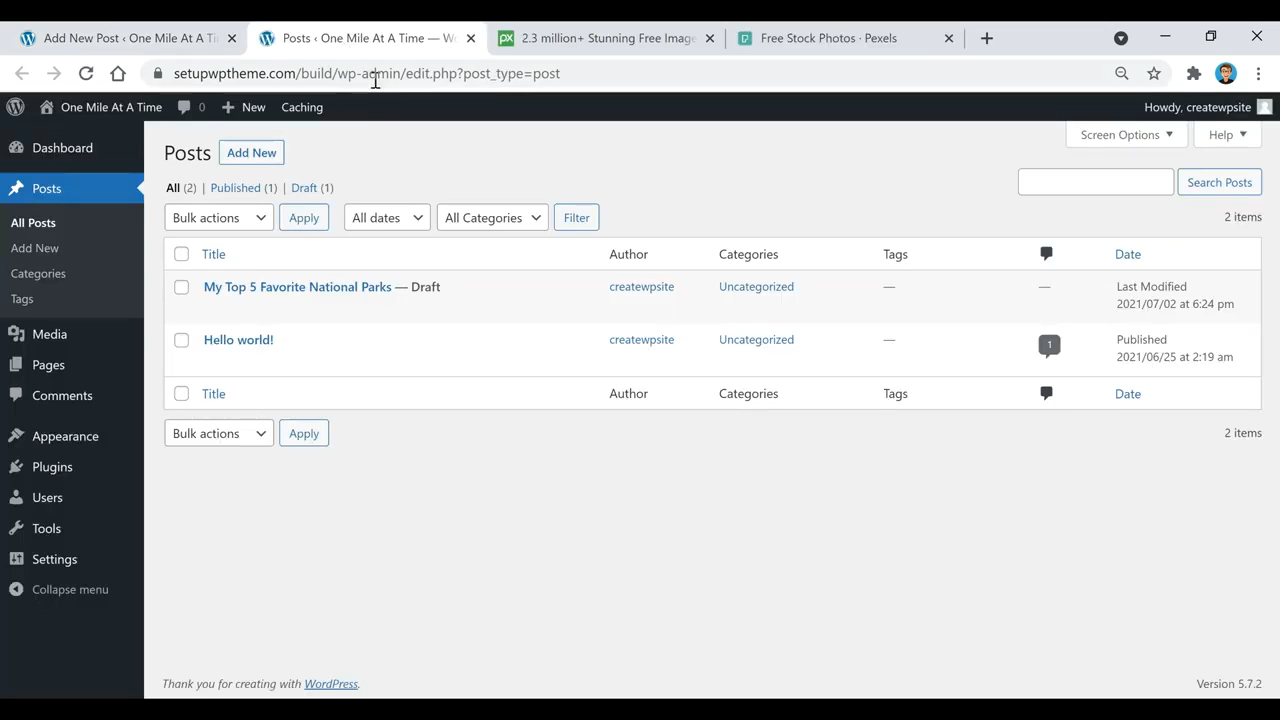 Add New Post ‹ One Mile At A Ti
Posts ‹ One Mile At A Time — Wo
2.3 million+ Stunning Free Image
Free Stock Photos · Pexels
setupwptheme.com/build/wp-admin/edit.php?post_type=post
One Mile At A Time 0 New Caching Howdy, createwpsite
Screen Options Help
Dashboard
Posts
All Posts
Add New
Categories
Tags
Media
Pages
Comments
Appearance
Plugins
Users
Tools
Settings
Collapse menu
Posts Add New
All (2) | Published (1) | Draft (1)
Search Posts
Bulk actions Apply All dates All Categories Filter
2 items
Title Author Categories Tags Date
My Top 5 Favorite National Parks — Draft createwpsite Uncategorized — — Last Modified
2021/07/02 at 6:24 pm
Hello world! createwpsite Uncategorized — 1 Published
2021/06/25 at 2:19 am
Title Author Categories Tags Date
Bulk actions Apply 2 items
Thank you for creating with WordPress. Version 5.7.2